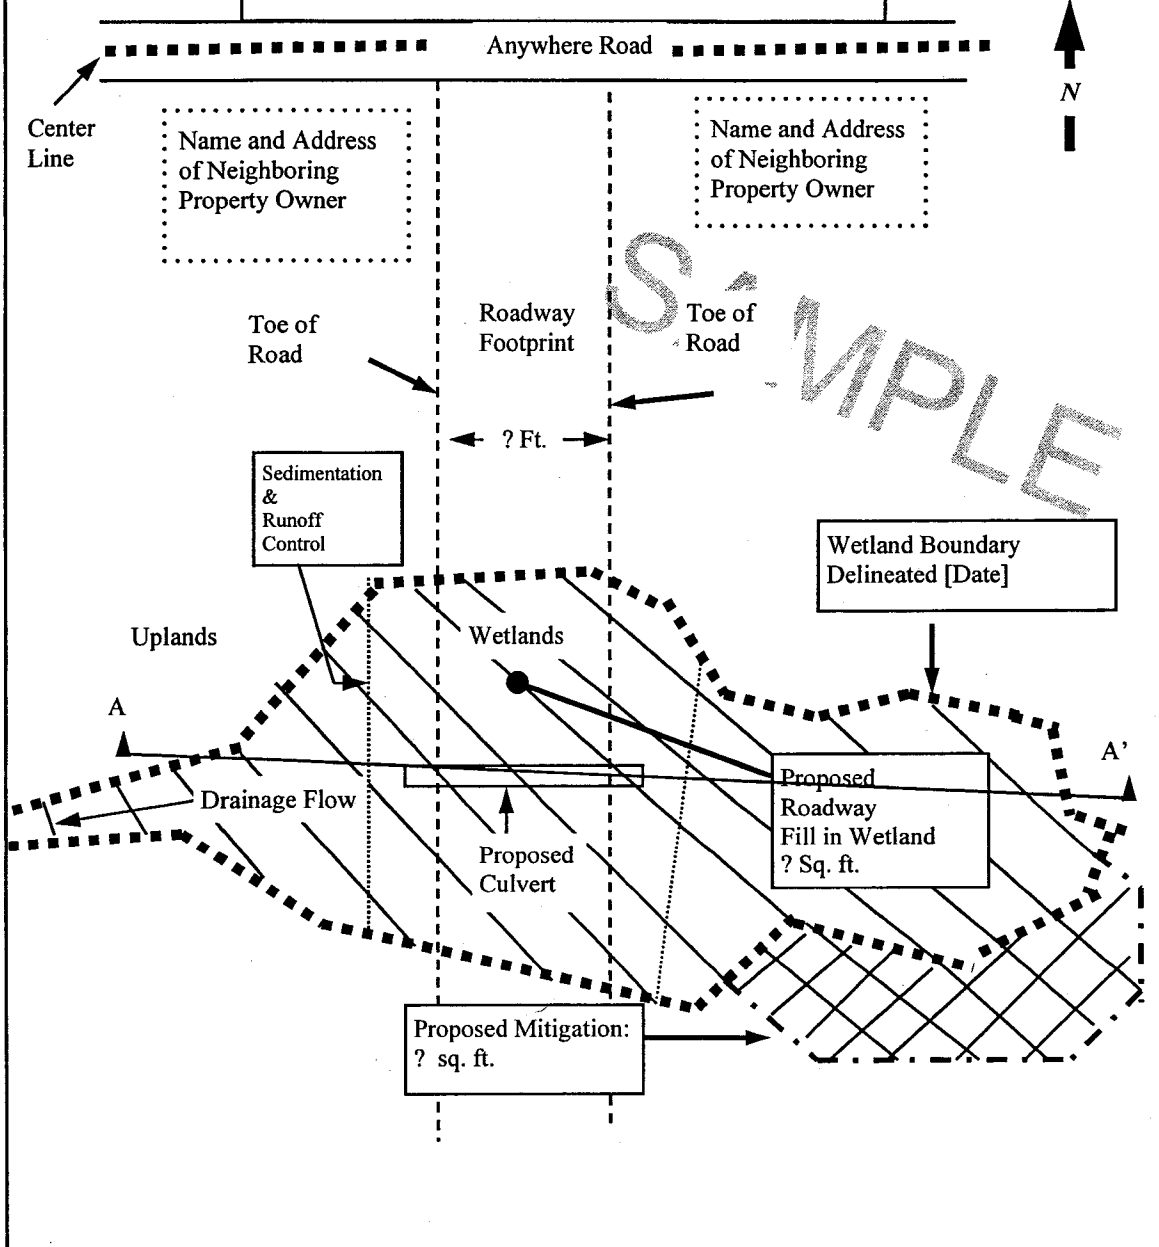 Anywhere Road
N
Center
Line
Name and Address
of Neighboring
Property Owner
Name and Address
of Neighboring
Property Owner
SAMPLE
Toe of
Road
Roadway
Footprint
Toe of
Road
? Ft.
Sedimentation
&
Runoff
Control
Wetland Boundary
Delineated [Date]
Uplands
Wetlands
A
A'
Drainage Flow
Proposed
Roadway
Fill in Wetland
? Sq. ft.
Proposed
Culvert
Proposed Mitigation:
? sq. ft.